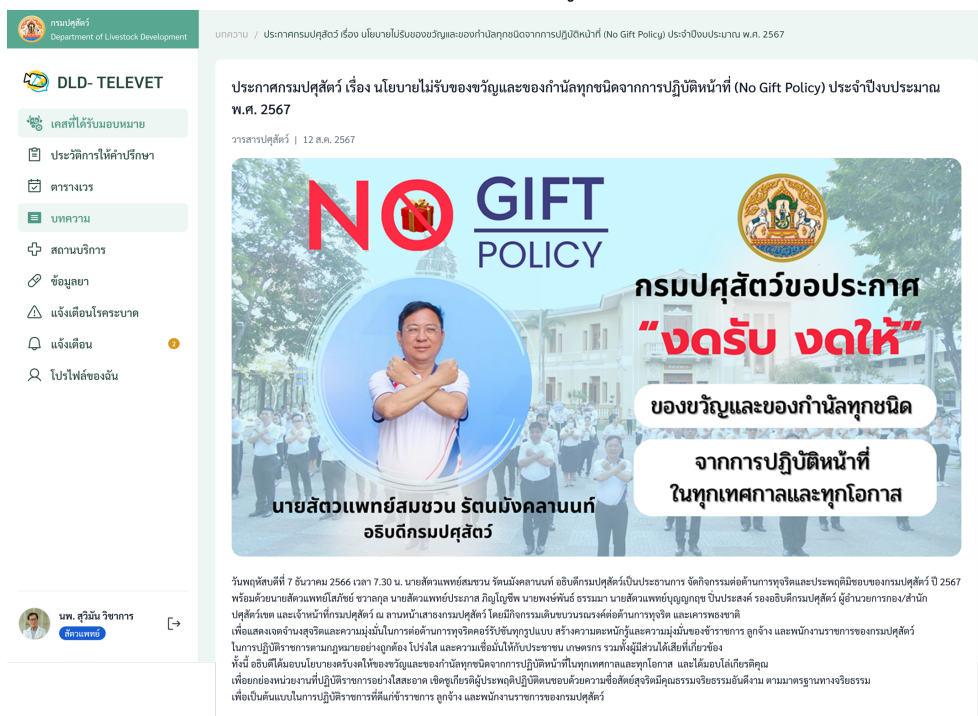 กรมปศุสัตว์
Department of Livestock Development
DLD- TELEVET
เคสที่ได้รับมอบหมาย
ประวัติการให้คำปรึกษา
ตารางเวร
บทความ
สถานบริการ
ข้อมูลยา
แจ้งเตือนโรคระบาด
แจ้งเตือน 2
โปรไฟล์ของฉัน
นพ. สุวิมัน วิชาการ
สัตวแพทย์
บทความ / ประกาศกรมปศุสัตว์ เรื่อง นโยบายไม่รับของขวัญและของกำนัลทุกชนิดจากการปฏิบัติหน้าที่ (No Gift Policy) ประจำปีงบประมาณ พ.ศ. 2567
ประกาศกรมปศุสัตว์ เรื่อง นโยบายไม่รับของขวัญและของกำนัลทุกชนิดจากการปฏิบัติหน้าที่ (No Gift Policy) ประจำปีงบประมาณ
พ.ศ. 2567
วารสารปศุสัตว์ | 12 ส.ค. 2567
NO GIFT
POLICY
กรมปศุสัตว์ขอประกาศ
“งดรับ งดให้”
ของขวัญและของกำนัลทุกชนิด
จากการปฏิบัติหน้าที่
ในทุกเทศกาลและทุกโอกาส
นายสัตวแพทย์สมชวน รัตนมังคลานนท์
อธิบดีกรมปศุสัตว์
วันพฤหัสบดีที่ 7 ธันวาคม 2566 เวลา 7.30 น. นายสัตวแพทย์สมชวน รัตนมังคลานนท์ อธิบดีกรมปศุสัตว์เป็นประธานการ จัดกิจกรรมต่อต้านการทุจริตและประพฤติมิชอบของกรมปศุสัตว์ ปี 2567
พร้อมด้วยนายสัตวแพทย์โสภัชย์ ชวาลกุล นายสัตวแพทย์ประภาส ภิญโญชีพ นายพงษ์พันธ์ ธรรมมา นายสัตวแพทย์บุญญกฤช ปิ่นประสงค์ รองอธิบดีกรมปศุสัตว์ ผู้อำนวยการกอง/สำนัก
ปศุสัตว์เขต และเจ้าหน้าที่กรมปศุสัตว์ ณ ลานหน้าเสาธงกรมปศุสัตว์ โดยมีกิจกรรมเดินขบวนรณรงค์ต่อต้านการทุจริต และเคารพธงชาติ
เพื่อแสดงเจตจำนงสุจริตและความมุ่งมั่นในการต่อต้านการทุจริตคอร์รัปชันทุกรูปแบบ สร้างความตระหนักรู้และความมุ่งมั่นของข้าราชการ ลูกจ้าง และพนักงานราชการของกรมปศุสัตว์
ในการปฏิบัติราชการตามกฎหมายอย่างถูกต้อง โปร่งใส และความเชื่อมั่นให้กับประชาชน เกษตรกร รวมทั้งผู้มีส่วนได้เสียที่เกี่ยวข้อง
ทั้งนี้ อธิบดีได้มอบนโยบายงดรับงดให้ของขวัญและของกำนัลทุกชนิดจากการปฏิบัติหน้าที่ในทุกเทศกาลและทุกโอกาส และได้มอบโล่เกียรติคุณ
เพื่อยกย่องหน่วยงานที่ปฏิบัติราชการอย่างใสสะอาด เชิดชูเกียรติผู้ประพฤติปฏิบัติตนชอบด้วยความซื่อสัตย์สุจริตมีคุณธรรมจริยธรรมอันดีงาม ตามมาตรฐานทางจริยธรรม
เพื่อเป็นต้นแบบในการปฏิบัติราชการที่ดีแก่ข้าราชการ ลูกจ้าง และพนักงานราชการของกรมปศุสัตว์